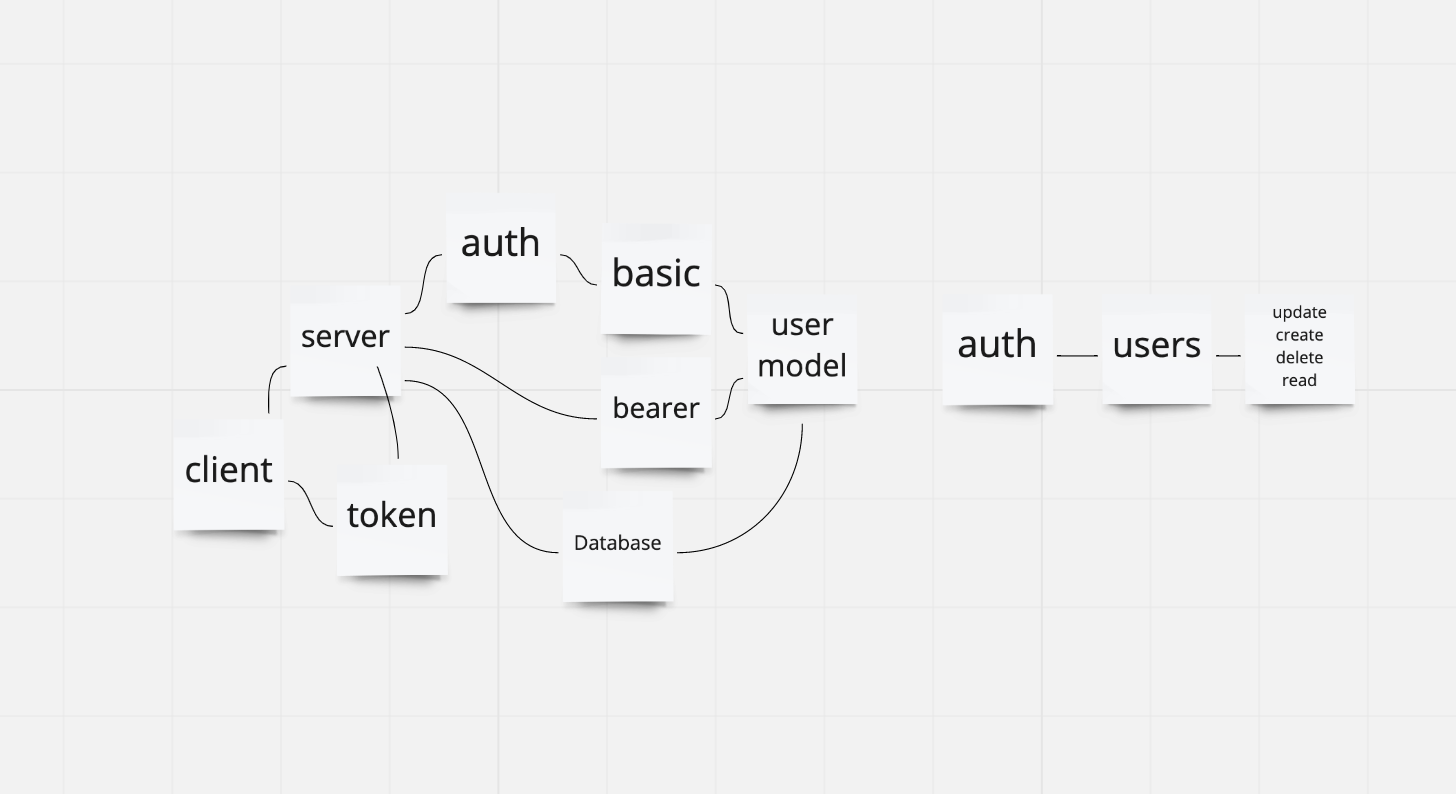 auth
basic
server
user
model
bearer
client
token
Database
auth
users
update
create
delete
read